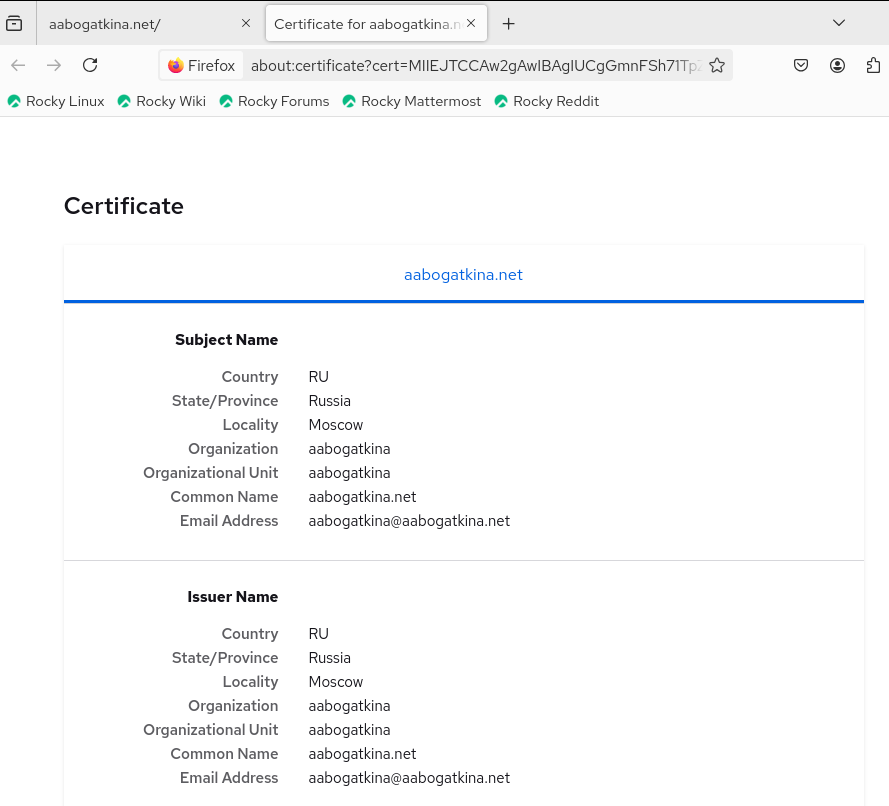 aabogatkina.net/
Certificate for aabogatkina.n
Firefox about:certificate?cert=MIIEJTCCAw2gAwIBAgIUCgGmnFSh71Tp
Rocky Linux Rocky Wiki Rocky Forums Rocky Mattermost Rocky Reddit
Certificate
aabogatkina.net
Subject Name
Country RU
State/Province Russia
Locality Moscow
Organization aabogatkina
Organizational Unit aabogatkina
Common Name aabogatkina.net
Email Address aabogatkina@aabogatkina.net
Issuer Name
Country RU
State/Province Russia
Locality Moscow
Organization aabogatkina
Organizational Unit aabogatkina
Common Name aabogatkina.net
Email Address aabogatkina@aabogatkina.net